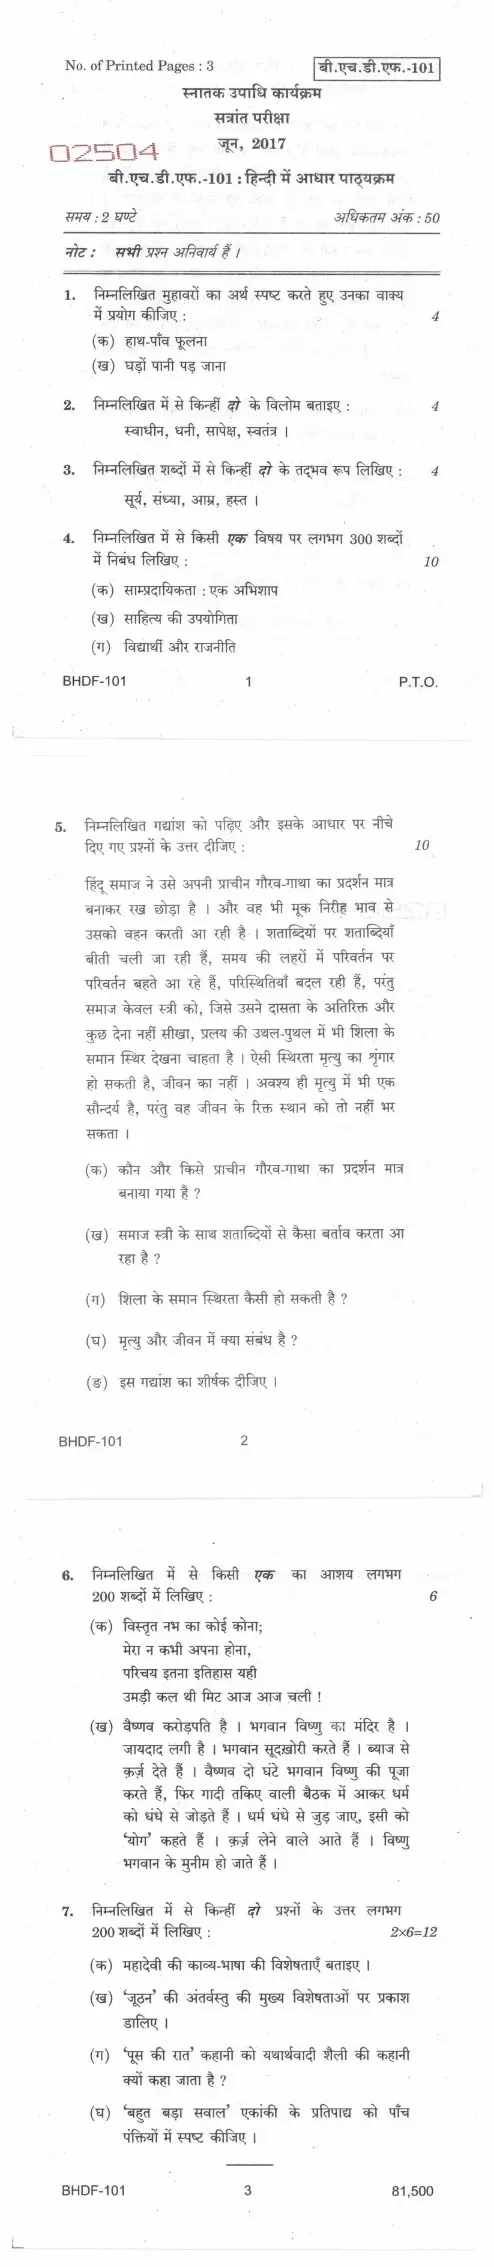 No. of Printed Pages : 3
बी.एच.डी.एफ.-101
स्नातक उपाधि कार्यक्रम
सत्रांत परीक्षा
जून, 2017
02504
बी.एच.डी.एफ.-101 : हिन्दी में आधार पाठ्यक्रम
समय : 2 घण्टे अधिकतम अंक : 50
नोट : सभी प्रश्न अनिवार्य हैं ।
1. निम्नलिखित मुहावरों का अर्थ स्पष्ट करते हुए उनका वाक्य
में प्रयोग कीजिए : 4
(क) हाथ-पाँव फूलना
(ख) घड़ों पानी पड़ जाना
2. निम्नलिखित में से किन्हीं दो के विलोम बताइए : 4
स्वाधीन, धनी, सापेक्ष, स्वतंत्र ।
3. निम्नलिखित शब्दों में से किन्हीं दो के तद्भव रूप लिखिए : 4
सूर्य, संध्या, आम्र, हस्त ।
4. निम्नलिखित में से किसी एक विषय पर लगभग 300 शब्दों
में निबंध लिखिए : 10
(क) साम्प्रदायिकता : एक अभिशाप
(ख) साहित्य की उपयोगिता
(ग) विद्यार्थी और राजनीति
BHDF-101 1 P.T.O.
5. निम्नलिखित गद्यांश को पढ़िए और इसके आधार पर नीचे
दिए गए प्रश्नों के उत्तर दीजिए : 10
हिंदू समाज ने उसे अपनी प्राचीन गौरव-गाथा का प्रदर्शन मात्र
बनाकर रख छोड़ा है । और वह भी मूक निरीह भाव से
उसको वहन करती आ रही है । शताब्दियों पर शताब्दियाँ
बीती चली जा रही हैं, समय की लहरों में परिवर्तन पर
परिवर्तन बहते आ रहे हैं, परिस्थितियाँ बदल रही हैं, परंतु
समाज केवल स्त्री को, जिसे उसने दासता के अतिरिक्त और
कुछ देना नहीं सीखा, प्रलय की उथल-पुथल में भी शिला के
समान स्थिर देखना चाहता है । ऐसी स्थिरता मृत्यु का शृंगार
हो सकती है, जीवन का नहीं । अवश्य ही मृत्यु में भी एक
सौन्दर्य है, परंतु वह जीवन के रिक्त स्थान को तो नहीं भर
सकता ।
(क) कौन और किसे प्राचीन गौरव-गाथा का प्रदर्शन मात्र
बनाया गया है ?
(ख) समाज स्त्री के साथ शताब्दियों से कैसा बर्ताव करता आ
रहा है ?
(ग) शिला के समान स्थिरता कैसी हो सकती है ?
(घ) मृत्यु और जीवन में क्या संबंध है ?
(ङ) इस गद्यांश का शीर्षक दीजिए ।
BHDF-101 2
6. निम्नलिखित में से किसी एक का आशय लगभग
200 शब्दों में लिखिए : 6
(क) विस्तृत नभ का कोई कोना;
मेरा न कभी अपना होना,
परिचय इतना इतिहास यही
उमड़ी कल थी मिट आज आज चली !
(ख) वैष्णव करोड़पति है । भगवान विष्णु का मंदिर है ।
जायदाद लगी है । भगवान सूदख़ोरी करते हैं । ब्याज से
क़र्ज़ देते हैं । वैष्णव दो घंटे भगवान विष्णु की पूजा
करते हैं, फिर गादी तकिए वाली बैठक में आकर धर्म
को धंधे से जोड़ते हैं । धर्म धंधे से जुड़ जाए, इसी को
‘योग’ कहते हैं । क़र्ज़ लेने वाले आते हैं । विष्णु
भगवान के मुनीम हो जाते हैं ।
7. निम्नलिखित में से किन्हीं दो प्रश्नों के उत्तर लगभग
200 शब्दों में लिखिए : 2×6=12
(क) महादेवी की काव्य-भाषा की विशेषताएँ बताइए ।
(ख) ‘जूठन’ की अंतर्वस्तु की मुख्य विशेषताओं पर प्रकाश
डालिए ।
(ग) ‘पूस की रात’ कहानी को यथार्थवादी शैली की कहानी
क्यों कहा जाता है ?
(घ) ‘बहुत बड़ा सवाल’ एकांकी के प्रतिपाद्य को पाँच
पंक्तियों में स्पष्ट कीजिए ।
BHDF-101 3 81,500